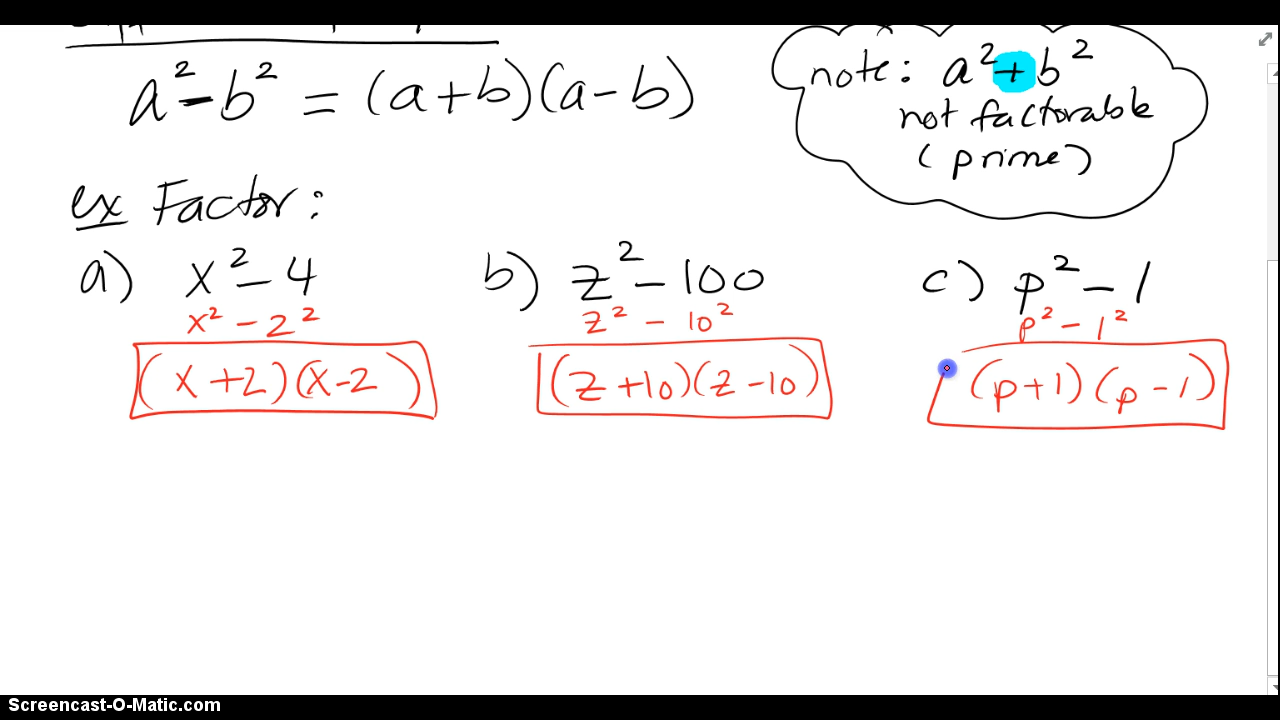 a² - b² = (a+b)(a-b)
note: a² + b²
not factorable
(prime)
ex Factor:
a) x² - 4
x² - 2²
(x+2)(x-2)
b) z² - 100
z² - 10²
(z+10)(z-10)
c) p² - 1
p² - 1²
(p+1)(p-1)
Screencast-O-Matic.com